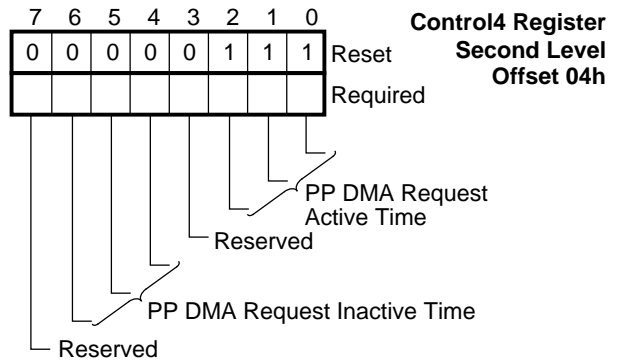 7 6 5 4 3 2 1 0
Control4 Register
Second Level
Offset 04h
0 0 0 0 0 1 1 1 Reset
Required
PP DMA Request
Active Time
Reserved
PP DMA Request Inactive Time
Reserved